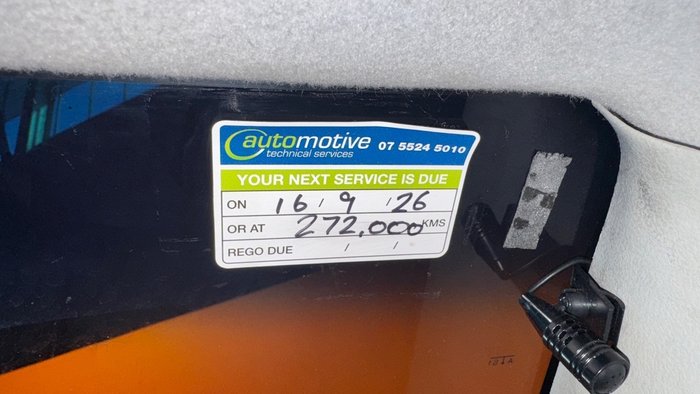 automotive 07 5524 5010
technical services
YOUR NEXT SERVICE IS DUE
ON 16 / 9 / 26
OR AT 272,000 KMS
REGO DUE / /